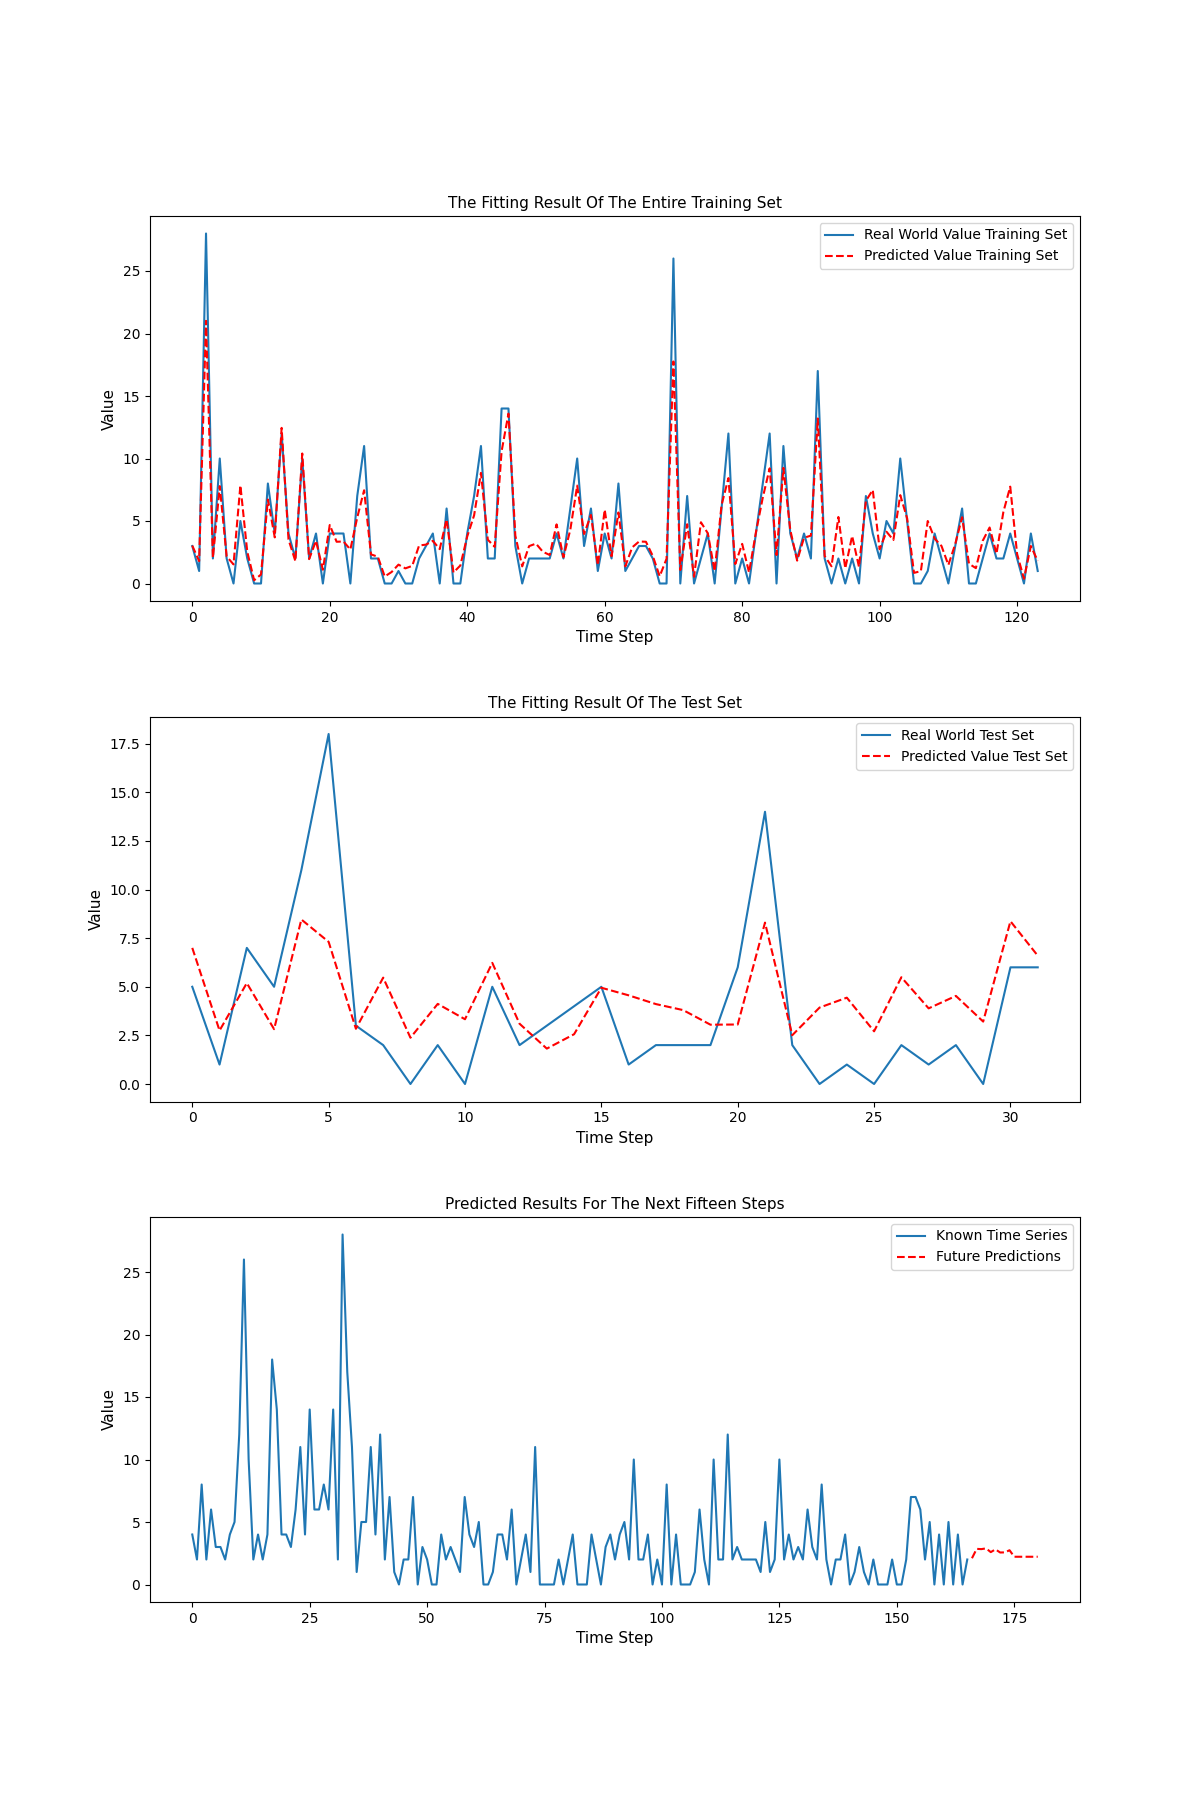 The Fitting Result Of The Entire Training Set
Real World Value Training Set
Predicted Value Training Set
Value
25
20
15
10
5
0
0 20 40 60 80 100 120
Time Step
The Fitting Result Of The Test Set
Real World Test Set
Predicted Value Test Set
Value
17.5
15.0
12.5
10.0
7.5
5.0
2.5
0.0
0 5 10 15 20 25 30
Time Step
Predicted Results For The Next Fifteen Steps
Known Time Series
Future Predictions
Value
25
20
15
10
5
0
0 25 50 75 100 125 150 175
Time Step